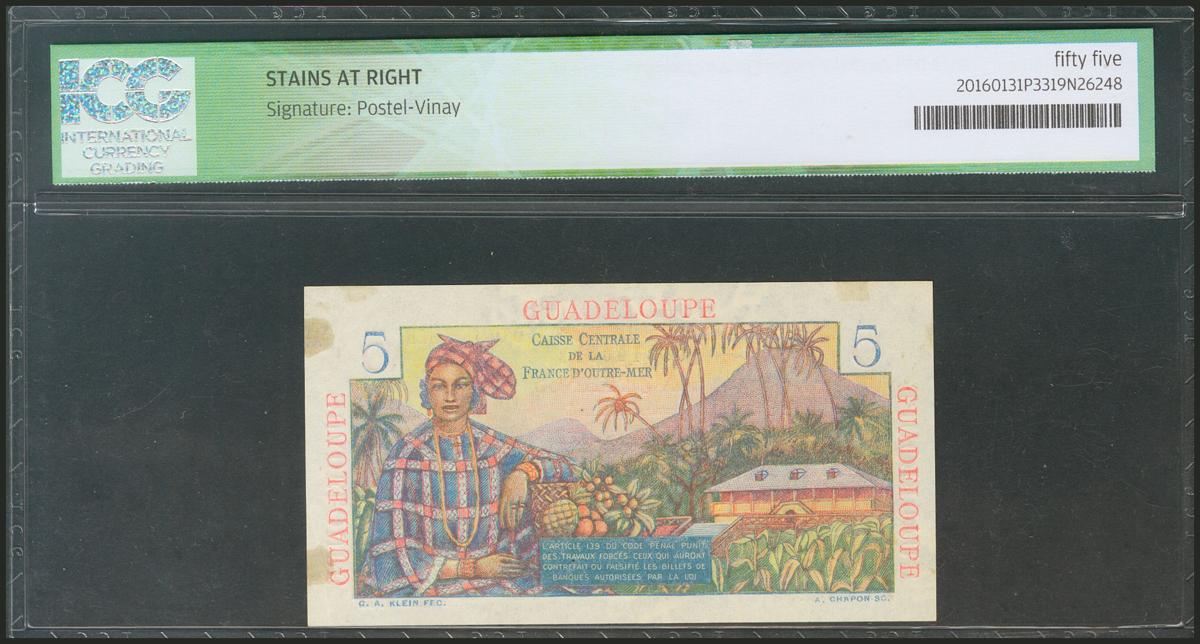 ICG
INTERNATIONAL
CURRENCY
GRADING
STAINS AT RIGHT
Signature: Postel-Vinay
fifty five
20160131P3319N26248
GUADELOUPE
5
CAISSE CENTRALE
DE LA
FRANCE D'OUTRE-MER
5
GUADELOUPE
GUADELOUPE
L'ARTICLE 139 DU CODE PÉNAL PUNIT
DES TRAVAUX FORCÉS CEUX QUI AURONT
CONTREFAIT OU FALSIFIÉ LES BILLETS DE
BANQUES AUTORISÉES PAR LA LOI
G. A. KLEIN FEC.
A. CHAPON SC.